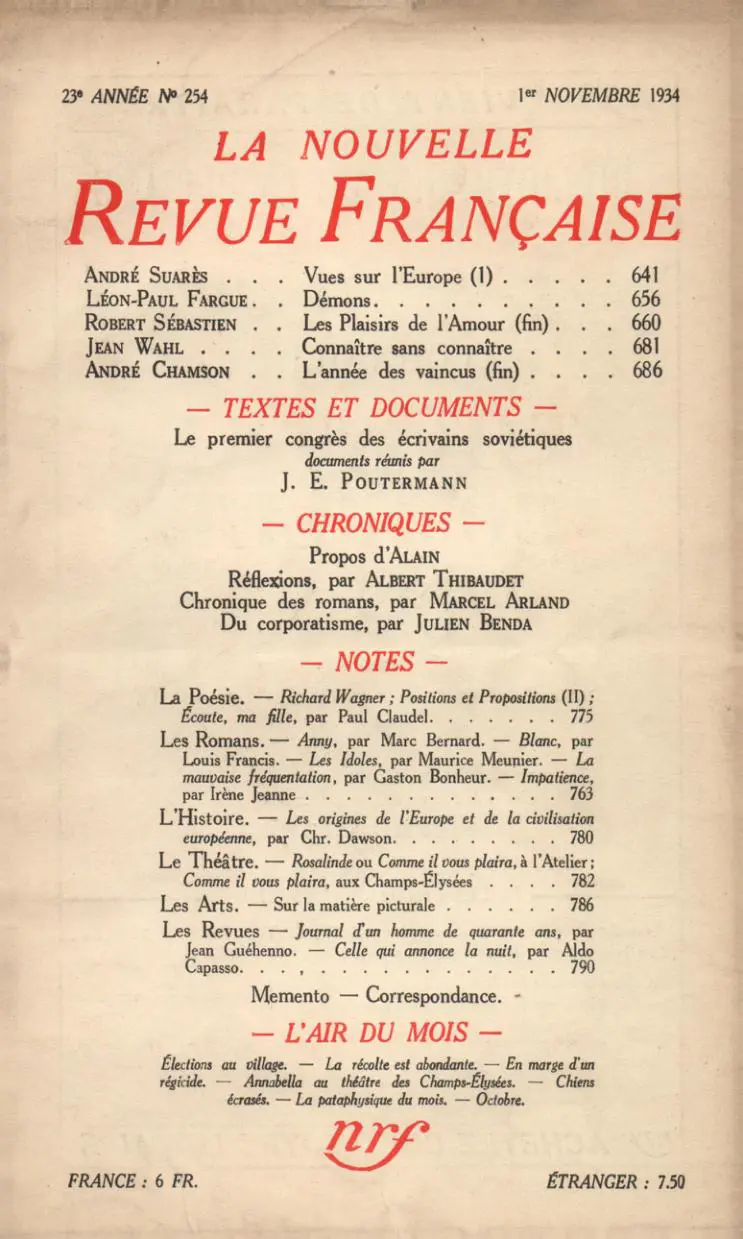 23e ANNÉE No 254
1er NOVEMBRE 1934
LA NOUVELLE
REVUE FRANÇAISE
ANDRÉ SUARÈS . . . Vues sur l'Europe (1) . . . . . 641
LÉON-PAUL FARGUE . . Démons. . . . . . . . . . 656
ROBERT SÉBASTIEN . . Les Plaisirs de l'Amour (fin) . . . 660
JEAN WAHL . . . . Connaître sans connaître . . . . 681
ANDRÉ CHAMSON . . L'année des vaincus (fin) . . . . 686
— TEXTES ET DOCUMENTS —
Le premier congrès des écrivains soviétiques
documents réunis par
J. E. POUTERMANN
— CHRONIQUES —
Propos d'ALAIN
Réflexions, par ALBERT THIBAUDET
Chronique des romans, par MARCEL ARLAND
Du corporatisme, par JULIEN BENDA
— NOTES —
La Poésie. — Richard Wagner ; Positions et Propositions (II) ;
Écoute, ma fille, par Paul Claudel. . . . . . . 775
Les Romans. — Anny, par Marc Bernard. — Blanc, par
Louis Francis. — Les Idoles, par Maurice Meunier. — La
mauvaise fréquentation, par Gaston Bonheur. — Impatience,
par Irène Jeanne . . . . . . . . . . . . . 763
L'Histoire. — Les origines de l'Europe et de la civilisation
européenne, par Chr. Dawson. . . . . . . . . 780
Le Théâtre. — Rosalinde ou Comme il vous plaira, à l'Atelier ;
Comme il vous plaira, aux Champs-Élysées . . . . 782
Les Arts. — Sur la matière picturale . . . . . . 786
Les Revues — Journal d'un homme de quarante ans, par
Jean Guéhenno. — Celle qui annonce la nuit, par Aldo
Capasso. . . , . . . . . . . . . . . . . 790
Memento — Correspondance.
— L'AIR DU MOIS —
Élections au village. — La récolte est abondante. — En marge d'un
régicide. — Annabella au théâtre des Champs-Élysées. — Chiens
écrasés. — La pataphysique du mois. — Octobre.
nrf
FRANCE : 6 FR.
ÉTRANGER : 7.50